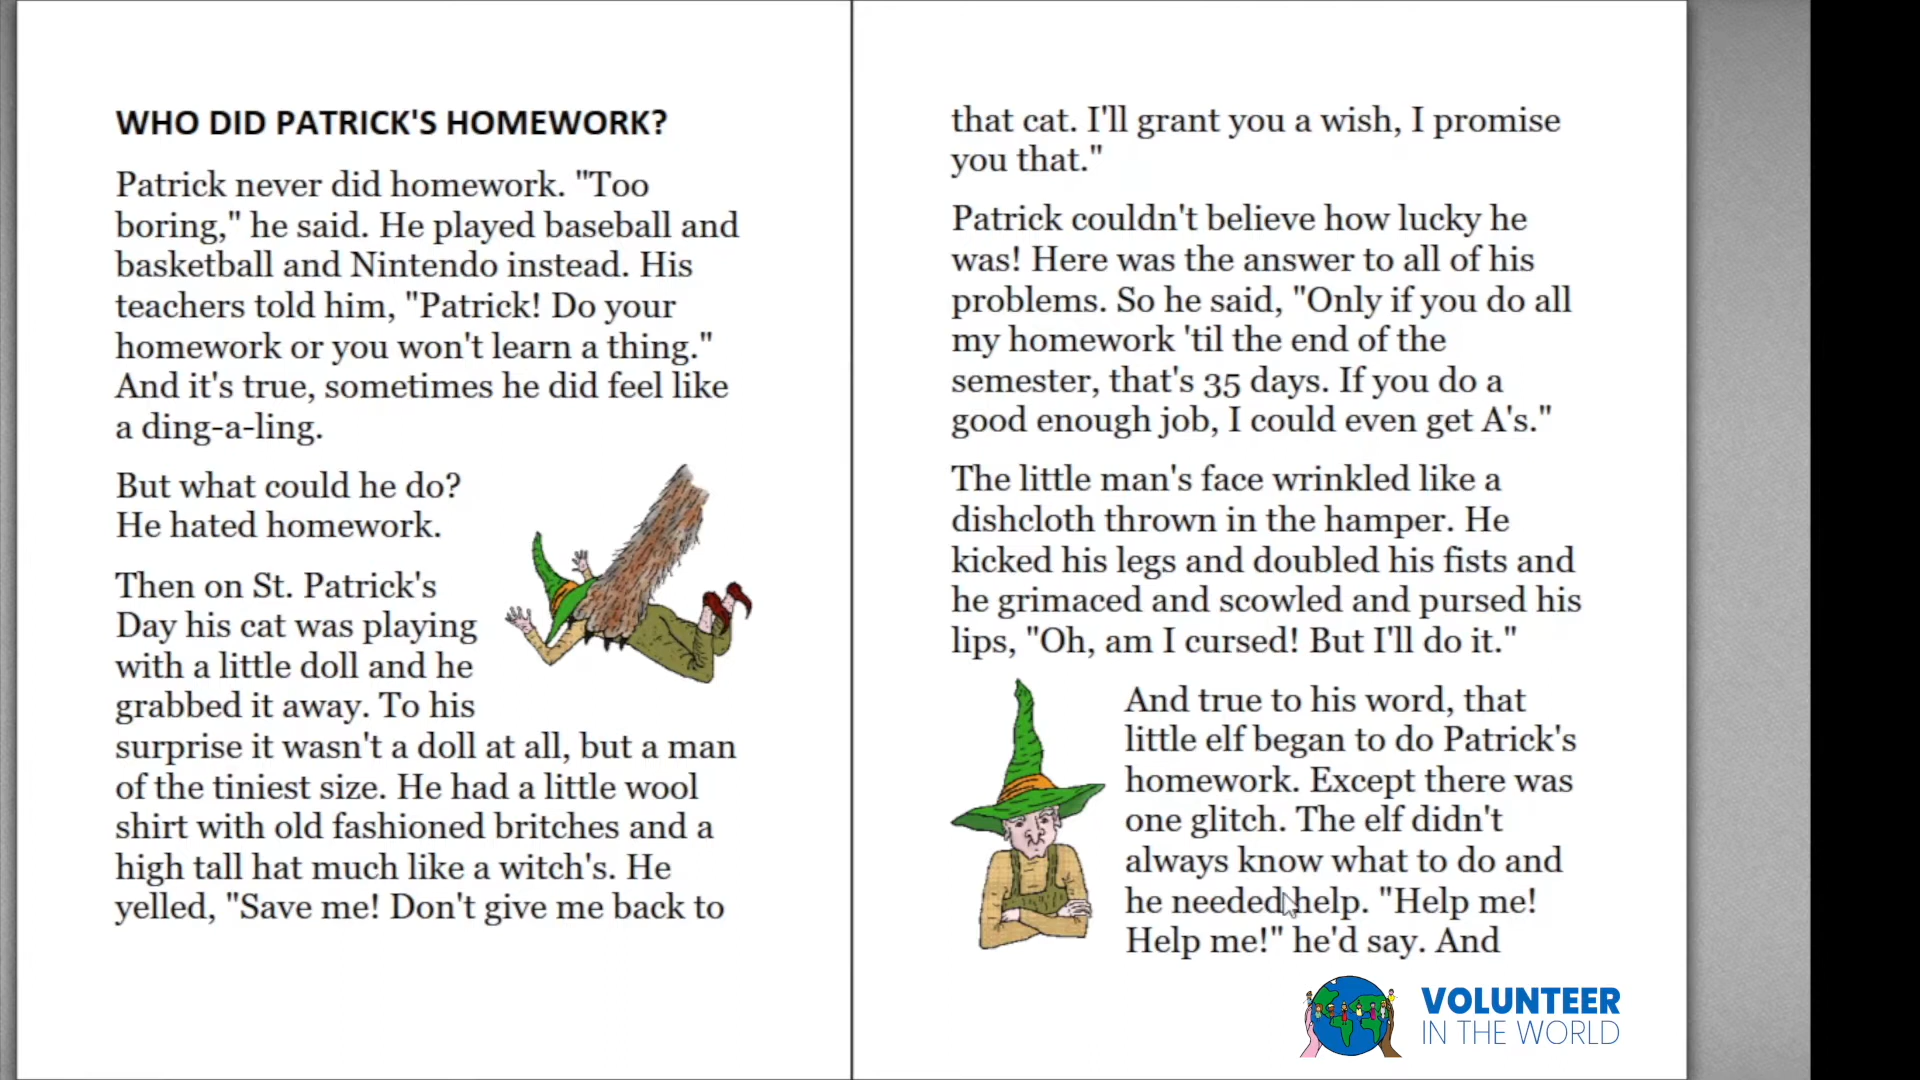 WHO DID PATRICK'S HOMEWORK?
Patrick never did homework. "Too
boring," he said. He played baseball and
basketball and Nintendo instead. His
teachers told him, "Patrick! Do your
homework or you won't learn a thing."
And it's true, sometimes he did feel like
a ding-a-ling.
But what could he do?
He hated homework.
Then on St. Patrick's
Day his cat was playing
with a little doll and he
grabbed it away. To his
surprise it wasn't a doll at all, but a man
of the tiniest size. He had a little wool
shirt with old fashioned britches and a
high tall hat much like a witch's. He
yelled, "Save me! Don't give me back to
that cat. I'll grant you a wish, I promise
you that."
Patrick couldn't believe how lucky he
was! Here was the answer to all of his
problems. So he said, "Only if you do all
my homework 'til the end of the
semester, that's 35 days. If you do a
good enough job, I could even get A's."
The little man's face wrinkled like a
dishcloth thrown in the hamper. He
kicked his legs and doubled his fists and
he grimaced and scowled and pursed his
lips, "Oh, am I cursed! But I'll do it."
And true to his word, that
little elf began to do Patrick's
homework. Except there was
one glitch. The elf didn't
always know what to do and
he needed help. "Help me!
Help me!" he'd say. And
VOLUNTEER
IN THE WORLD